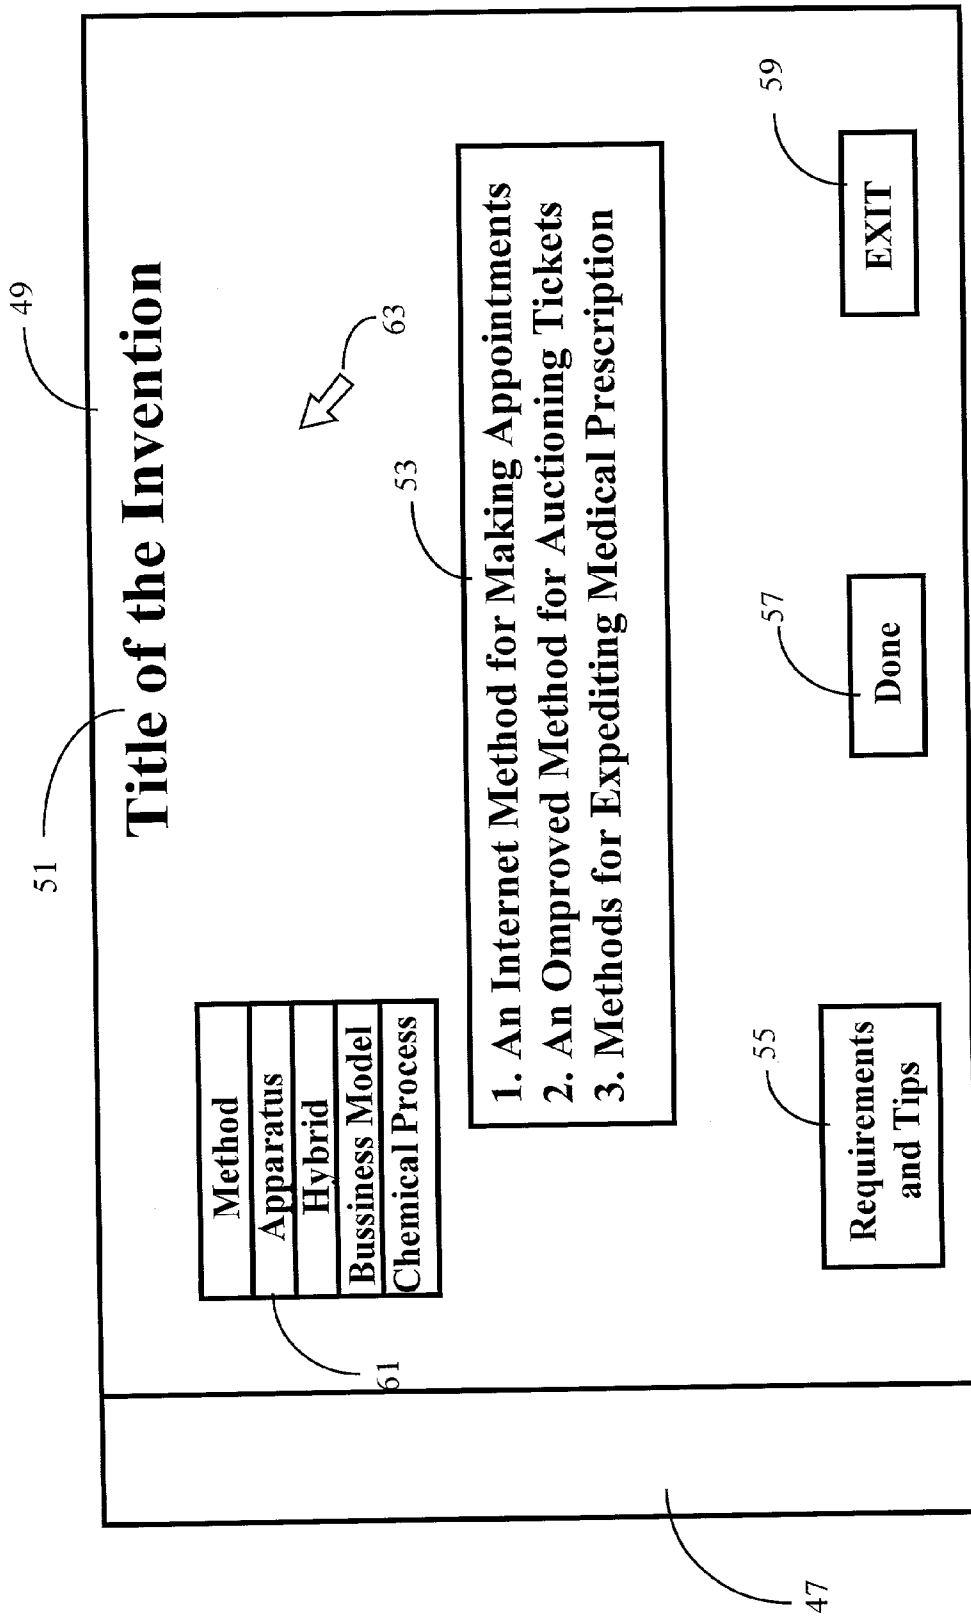 49
51
Title of the Invention
63
Method
Apparatus
Hybrid
Bussiness Model
Chemical Process
61
53
1. An Internet Method for Making Appointments
2. An Omproved Method for Auctioning Tickets
3. Methods for Expediting Medical Prescription
55
Requirements
and Tips
57
Done
59
EXIT
47